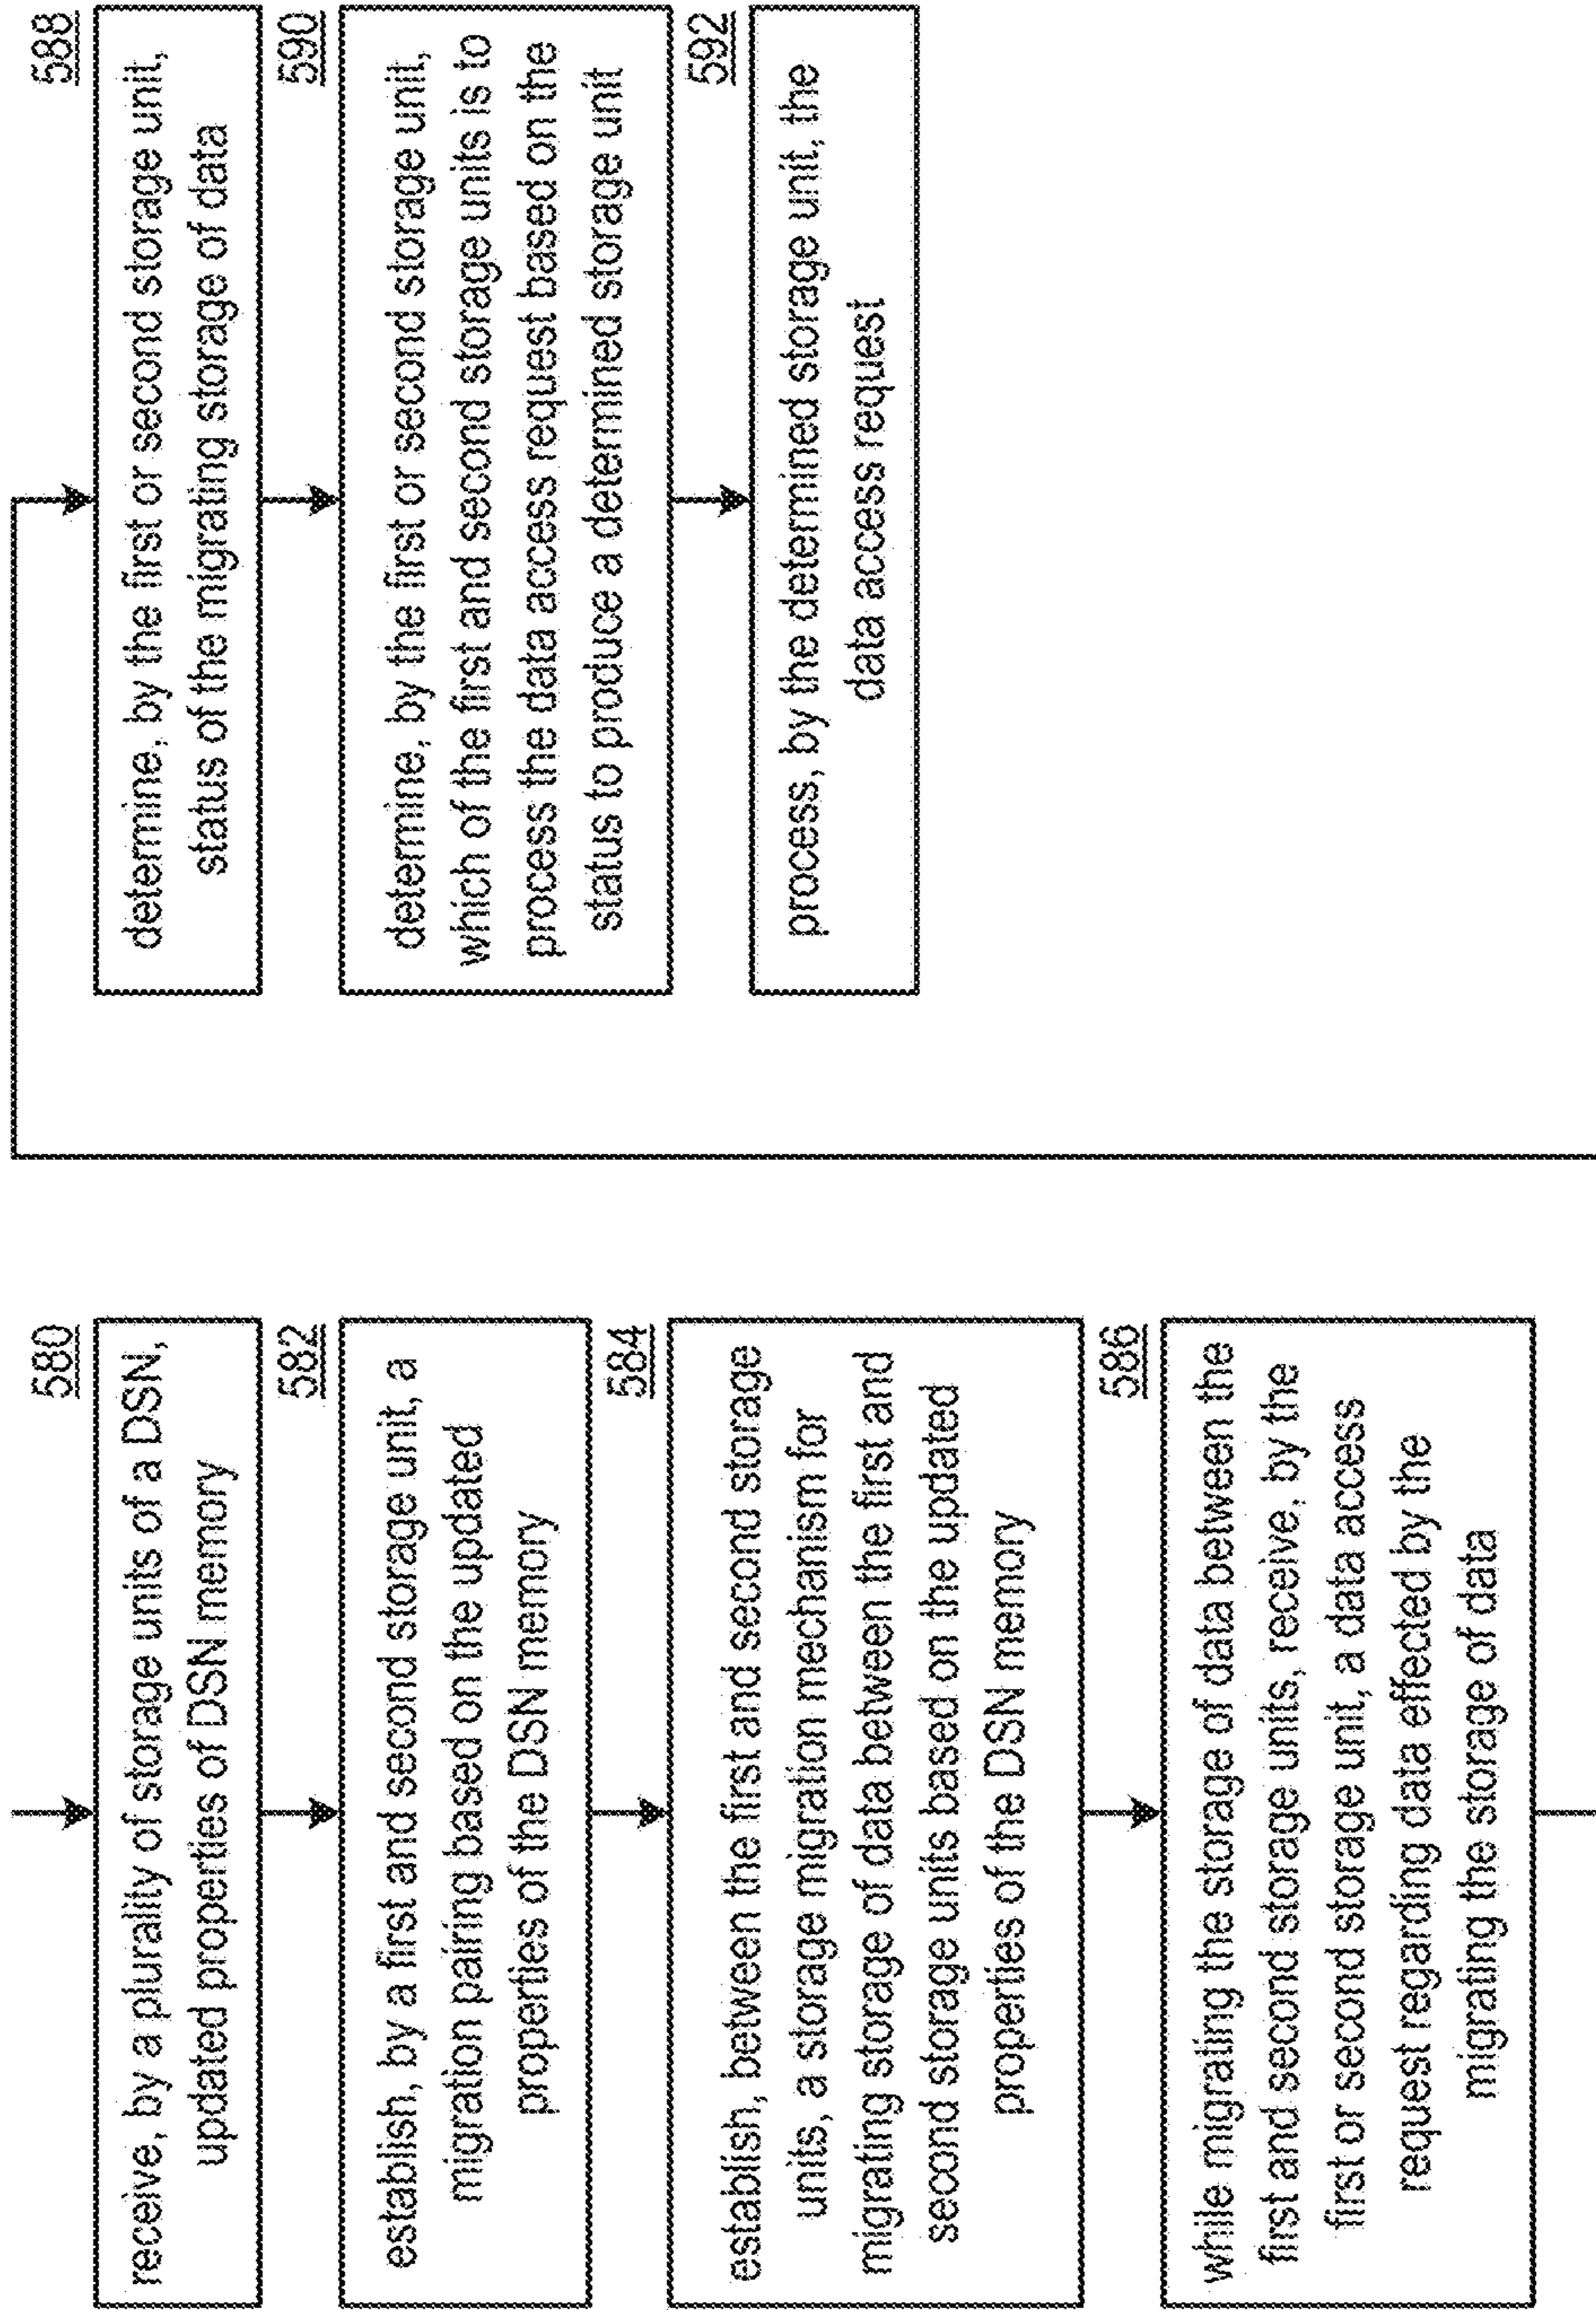 580
receive, by a plurality of storage units of a DSN,
updated properties of DSN memory
582
establish, by a first and second storage unit, a
migration pairing based on the updated
properties of the DSN memory
584
establish, between the first and second storage
units, a storage migration mechanism for
migrating storage of data between the first and
second storage units based on the updated
properties of the DSN memory
586
while migrating the storage of data between the
first and second storage units, receive, by the
first or second storage unit, a data access
request regarding data effected by the
migrating the storage of data
588
determine, by the first or second storage unit,
status of the migrating storage of data
590
determine, by the first or second storage unit,
which of the first and second storage units is to
process the data access request based on the
status to produce a determined storage unit
592
process, by the determined storage unit, the
data access request